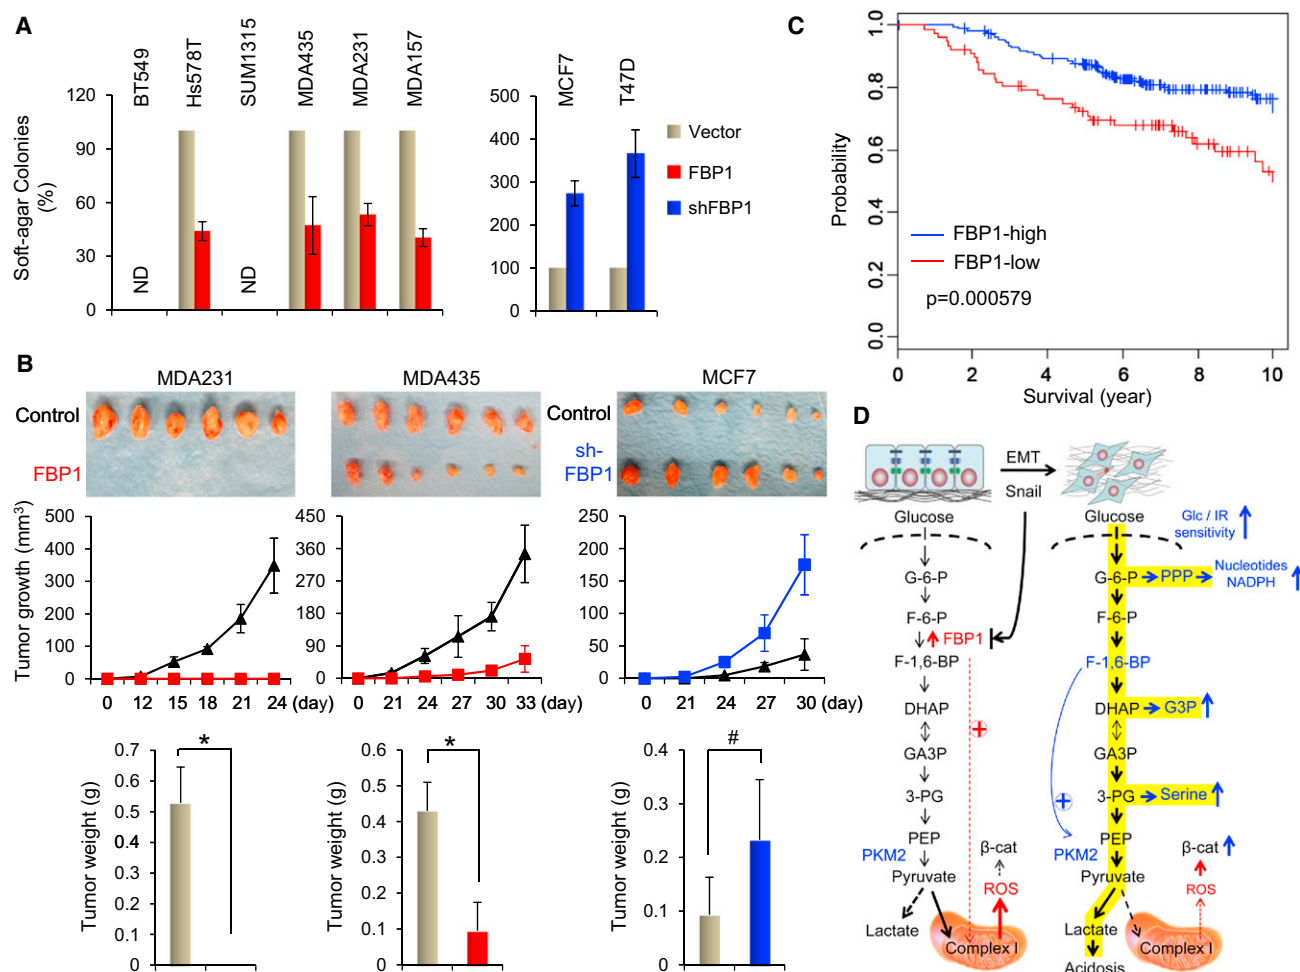 A
BT549
Hs578T
SUM1315
MDA435
MDA231
MDA157
Soft-agar Colonies
(%)
120
90
60
30
0
ND
ND
MCF7
T47D
500
400
300
200
100
0
Vector
FBP1
shFBP1
C
Probability
1.0
0.8
0.6
0.4
0.2
0.0
FBP1-high
FBP1-low
p=0.000579
0 2 4 6 8 10
Survival (year)
B
MDA231
MDA435
MCF7
Control
FBP1
Control
sh-
FBP1
Tumor growth (mm³)
500
400
300
200
100
0
0 12 15 18 21 24 (day)
450
360
270
180
90
0
0 21 24 27 30 33 (day)
250
200
150
100
50
0
0 21 24 27 30 (day)
Tumor weight (g)
0.7
0.6
0.5
0.4
0.3
0.2
0.1
0
*
Tumor weight (g)
0.6
0.5
0.4
0.3
0.2
0.1
0
*
Tumor weight (g)
0.4
0.3
0.2
0.1
0
#
D
EMT
Snail
Glucose
G-6-P
F-6-P
FBP1
F-1,6-BP
DHAP
+
GA3P
3-PG
PEP
PKM2
Pyruvate
Lactate
β-cat
ROS
Complex I
Glucose
Glc / IR
sensitivity
G-6-P
PPP
Nucleotides
NADPH
F-6-P
F-1,6-BP
DHAP
G3P
GA3P
3-PG
Serine
+
PEP
PKM2
Pyruvate
β-cat
ROS
Lactate
Complex I
Acidosis